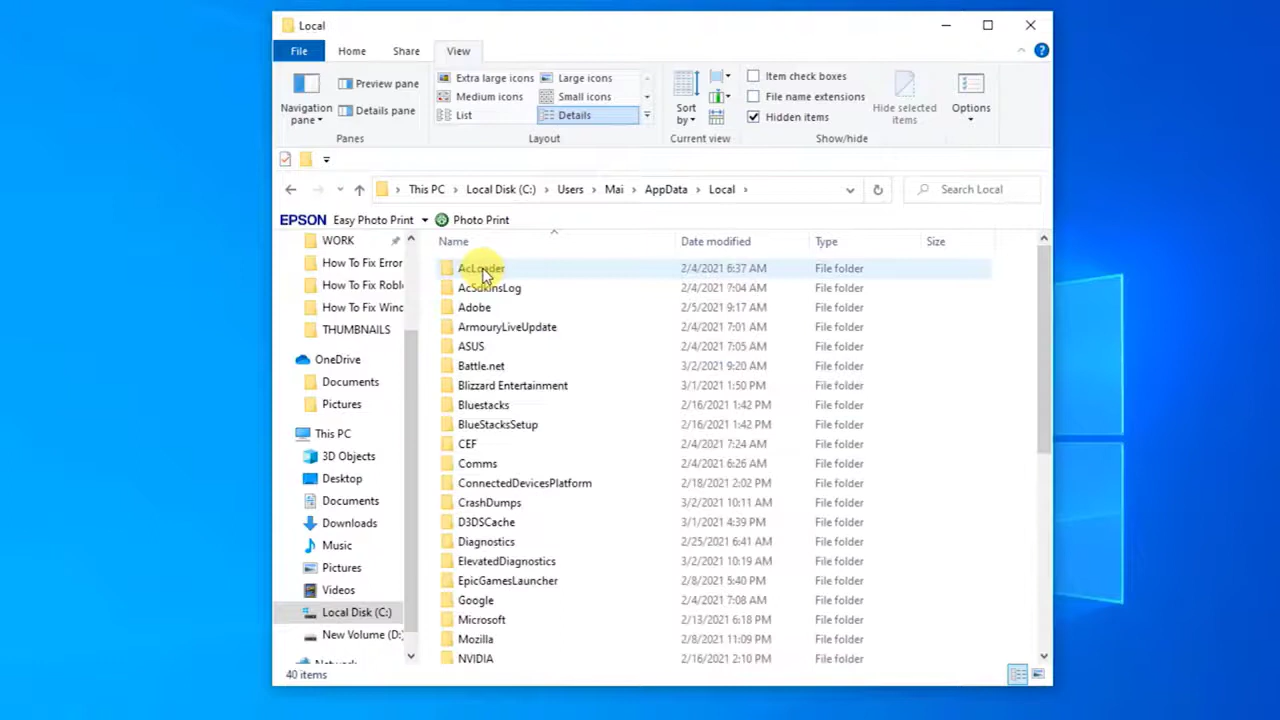 Local
File Home Share View
Navigation pane
Preview pane
Details pane
Panes
Extra large icons Large icons
Medium icons Small icons
List Details
Layout
Sort by
Current view
Item check boxes
File name extensions
Hidden items
Hide selected items
Show/hide
Options
This PC Local Disk (C:) Users Mai AppData Local
Search Local
EPSON Easy Photo Print Photo Print
WORK
How To Fix Error
How To Fix Robl
How To Fix Winc
THUMBNAILS
OneDrive
Documents
Pictures
This PC
3D Objects
Desktop
Documents
Downloads
Music
Pictures
Videos
Local Disk (C:)
New Volume (D:)
Network
Name Date modified Type Size
AcLoader 2/4/2021 6:37 AM File folder
AcSdkInsLog 2/4/2021 7:04 AM File folder
Adobe 2/5/2021 9:17 AM File folder
ArmouryLiveUpdate 2/4/2021 7:01 AM File folder
ASUS 2/4/2021 7:05 AM File folder
Battle.net 3/2/2021 9:20 AM File folder
Blizzard Entertainment 3/1/2021 1:50 PM File folder
Bluestacks 2/16/2021 1:42 PM File folder
BlueStacksSetup 2/16/2021 1:42 PM File folder
CEF 2/4/2021 7:24 AM File folder
Comms 2/4/2021 6:26 AM File folder
ConnectedDevicesPlatform 2/18/2021 2:02 PM File folder
CrashDumps 3/2/2021 10:11 AM File folder
D3DSCache 3/1/2021 4:39 PM File folder
Diagnostics 2/25/2021 6:41 AM File folder
ElevatedDiagnostics 3/2/2021 10:19 AM File folder
EpicGamesLauncher 2/8/2021 5:40 PM File folder
Google 2/4/2021 7:08 AM File folder
Microsoft 2/13/2021 6:18 PM File folder
Mozilla 2/8/2021 11:09 PM File folder
NVIDIA 2/16/2021 2:10 PM File folder
40 items